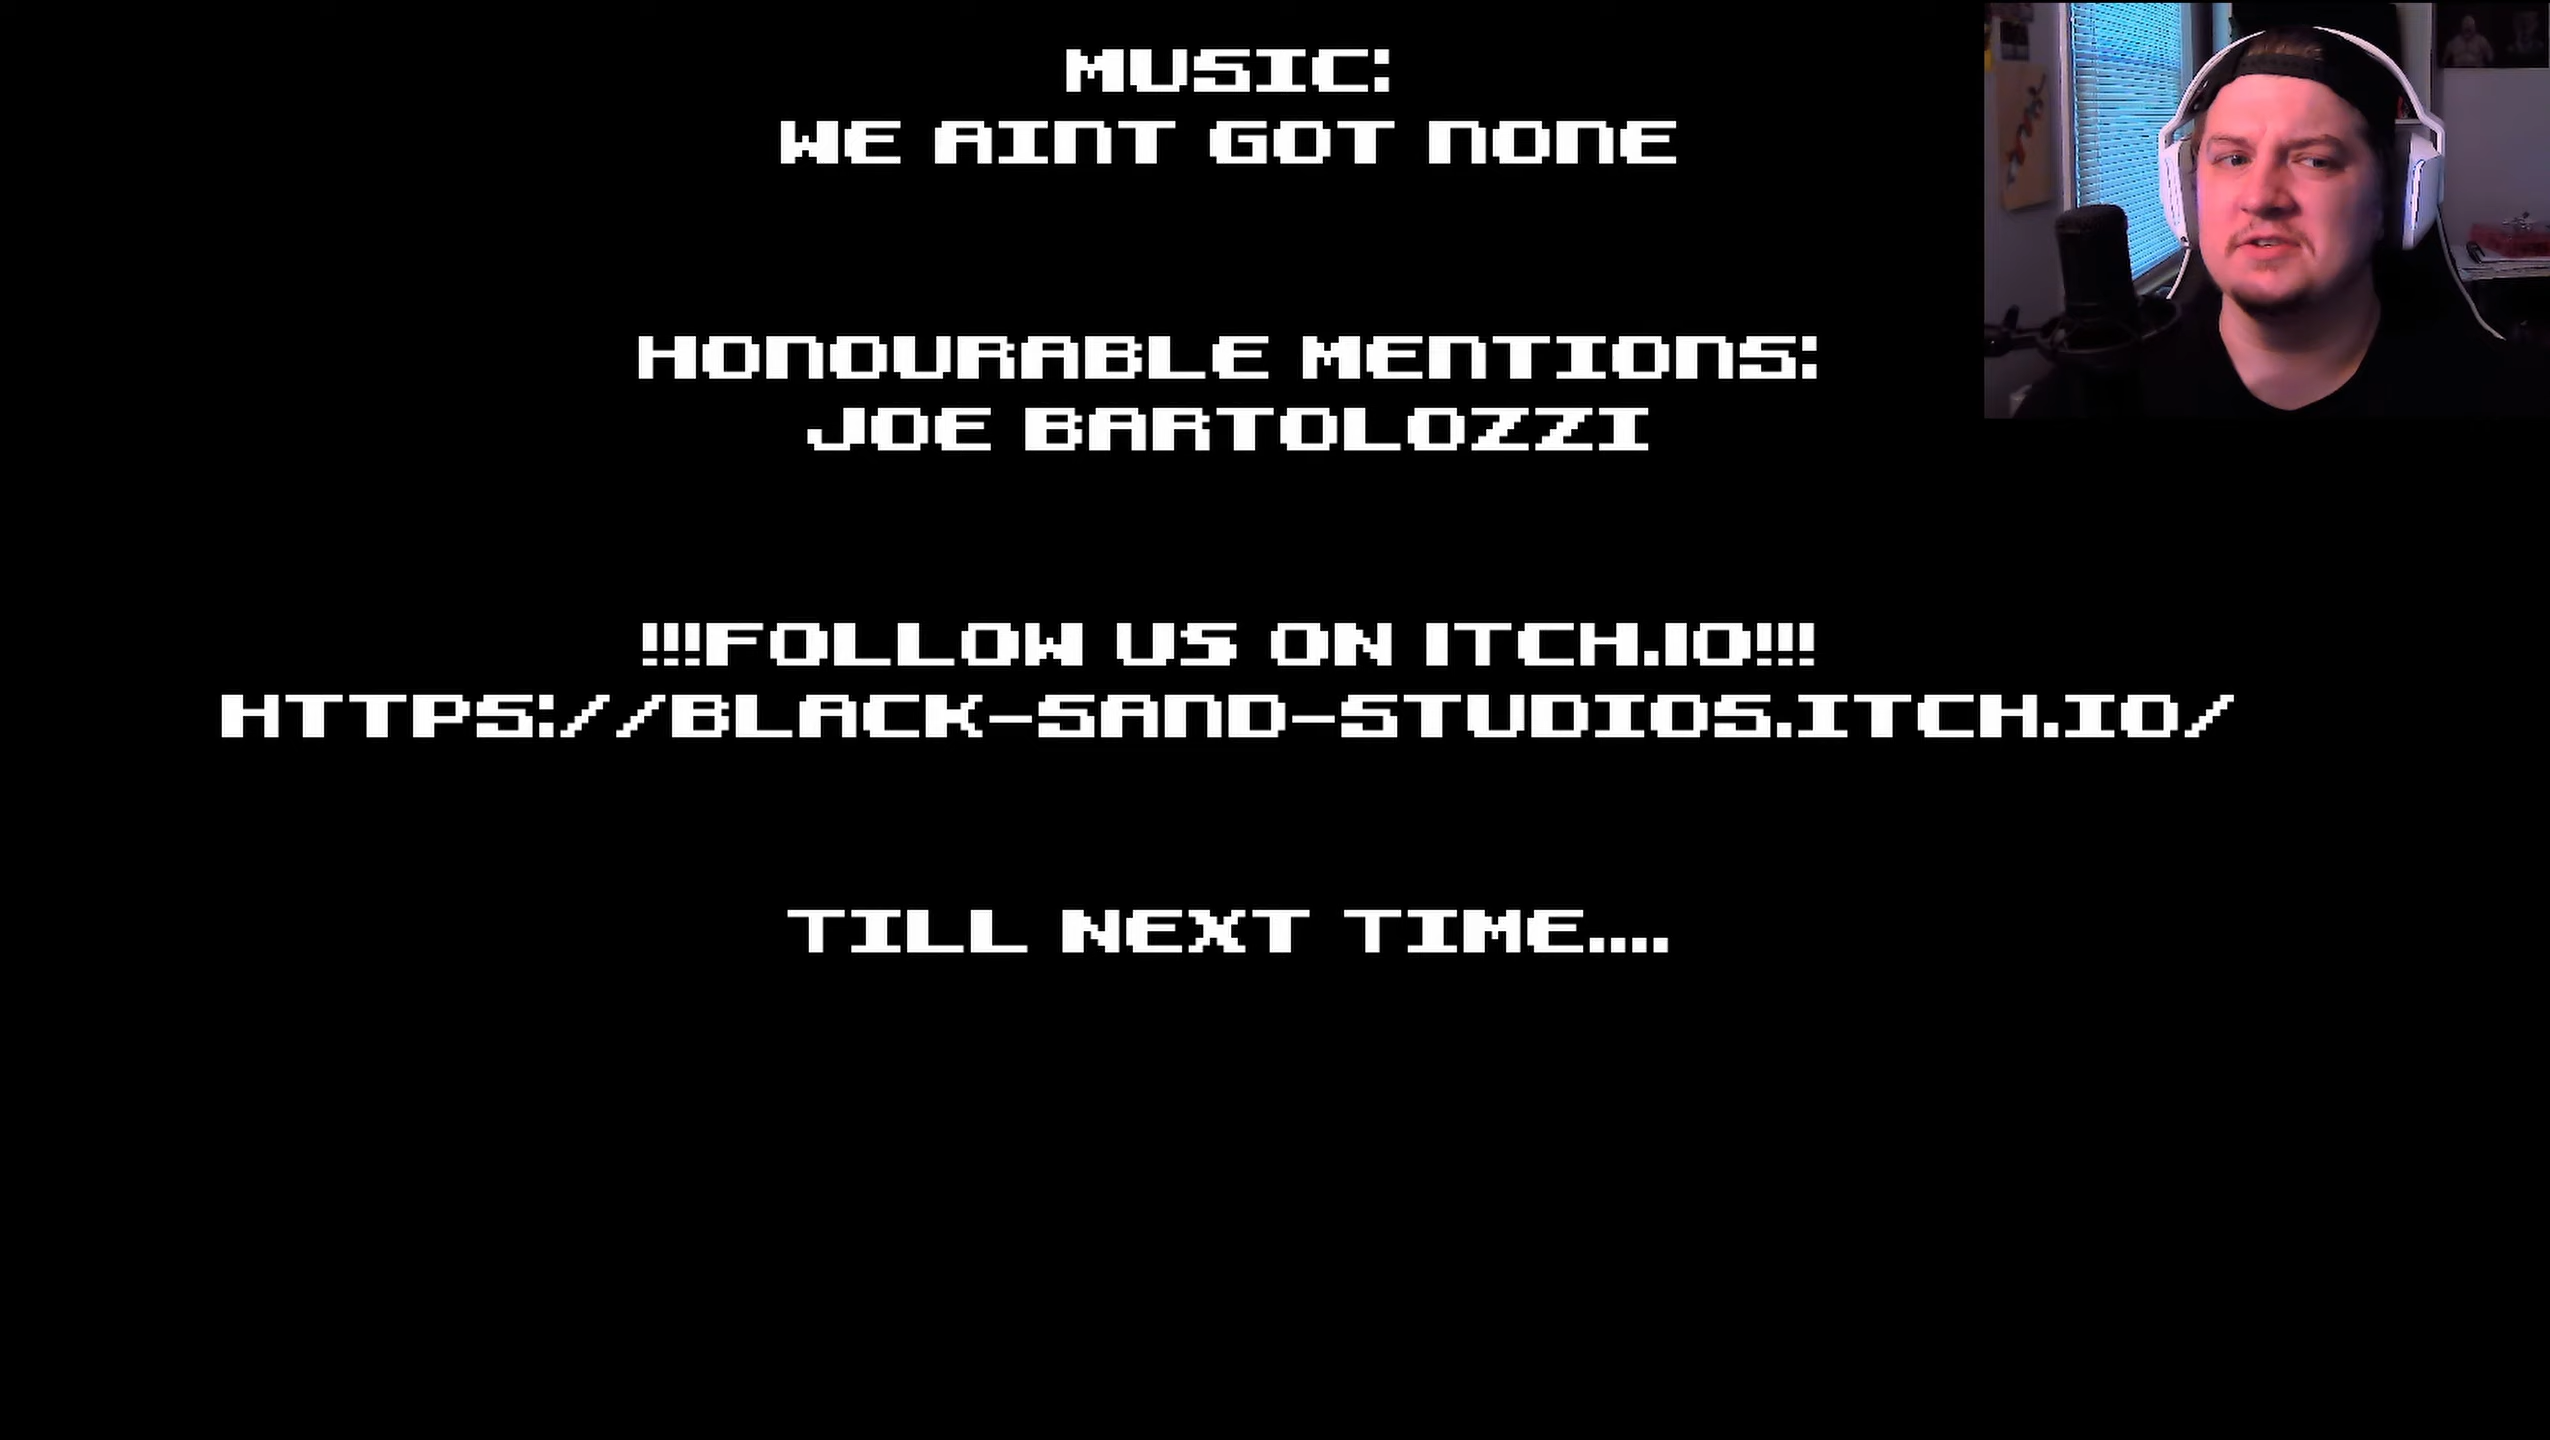 MUSIC:
WE AINT GOT NONE
HONOURABLE MENTIONS:
JOE BARTOLOZZI
!!!FOLLOW US ON ITCH.IO!!!
HTTPS://BLACK-SAND-STUDIOS.ITCH.IO/
TILL NEXT TIME....